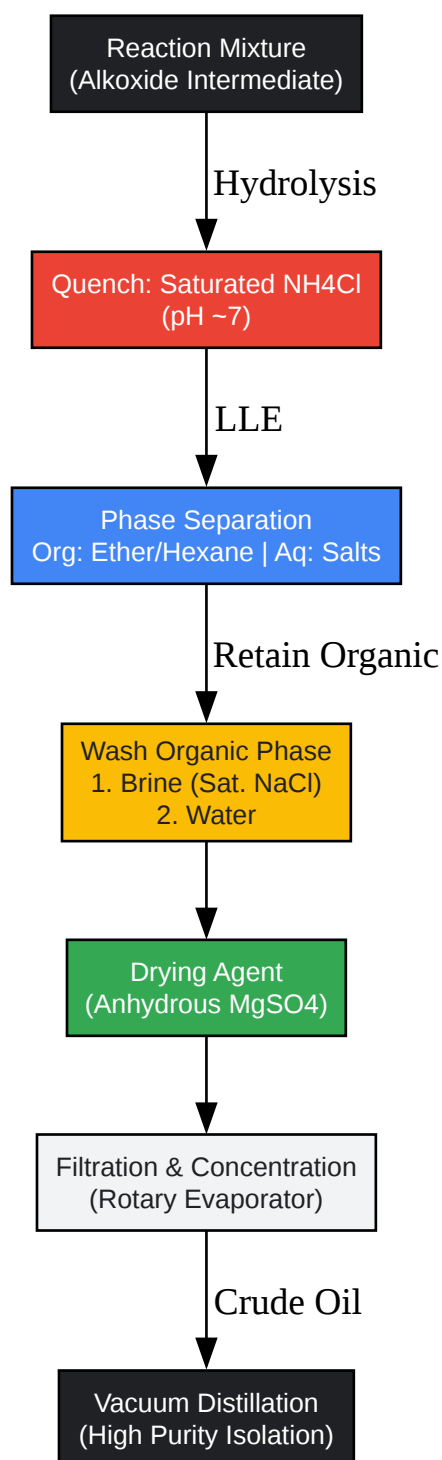 Reaction Mixture
(Alkoxide Intermediate)
Hydrolysis
Quench: Saturated NH4Cl
(pH ~7)
LLE
Phase Separation
Org: Ether/Hexane | Aq: Salts
Retain Organic
Wash Organic Phase
1. Brine (Sat. NaCl)
2. Water
Drying Agent
(Anhydrous MgSO4)
Filtration & Concentration
(Rotary Evaporator)
Crude Oil
Vacuum Distillation
(High Purity Isolation)